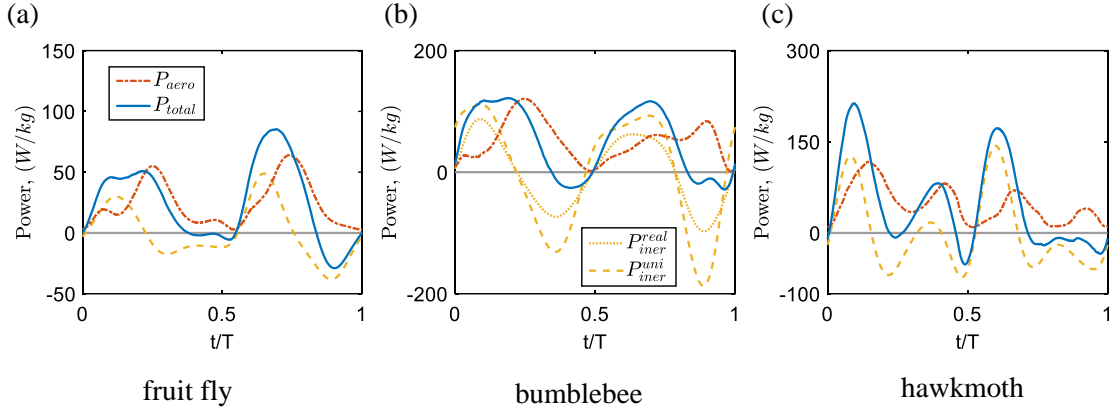 (a)
150
100
50
0
-50
Power, (W/kg)
P_aero
P_total
0
0.5
1
t/T
fruit fly
(b)
200
0
-200
Power, (W/kg)
P_iner^real
P_iner^uni
0
0.5
1
t/T
bumblebee
(c)
300
150
0
-100
Power, (W/kg)
0
0.5
1
t/T
hawkmoth